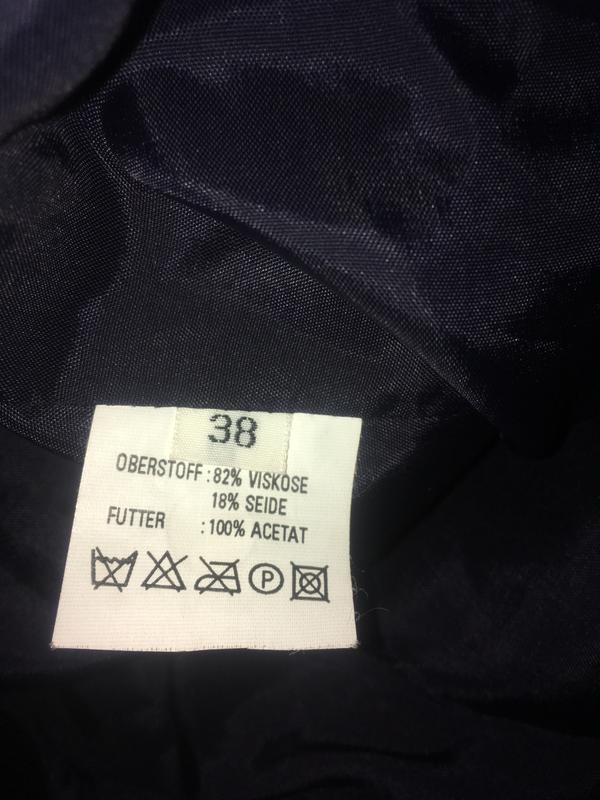 38
OBERSTOFF : 82% VISKOSE
18% SEIDE
FUTTER : 100% ACETAT
P